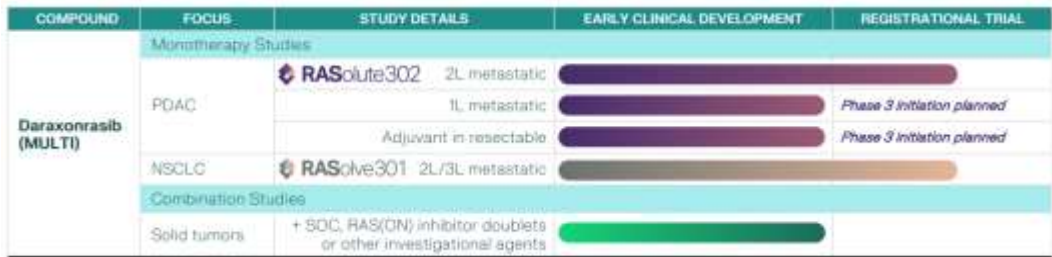 COMPOUND FOCUS STUDY DETAILS EARLY CLINICAL DEVELOPMENT REGISTRATIONAL TRIAL
Monotherapy Studies
Daraxonrasib
(MULTI)
PDAC
RASolute302 2L metastatic
1L metastatic Phase 3 initiation planned
Adjuvant in resectable Phase 3 initiation planned
NSCLC RASolve301 2L/3L metastatic
Combination Studies
Solid tumors
+ SOC, RAS(ON) inhibitor doublets
or other investigational agents